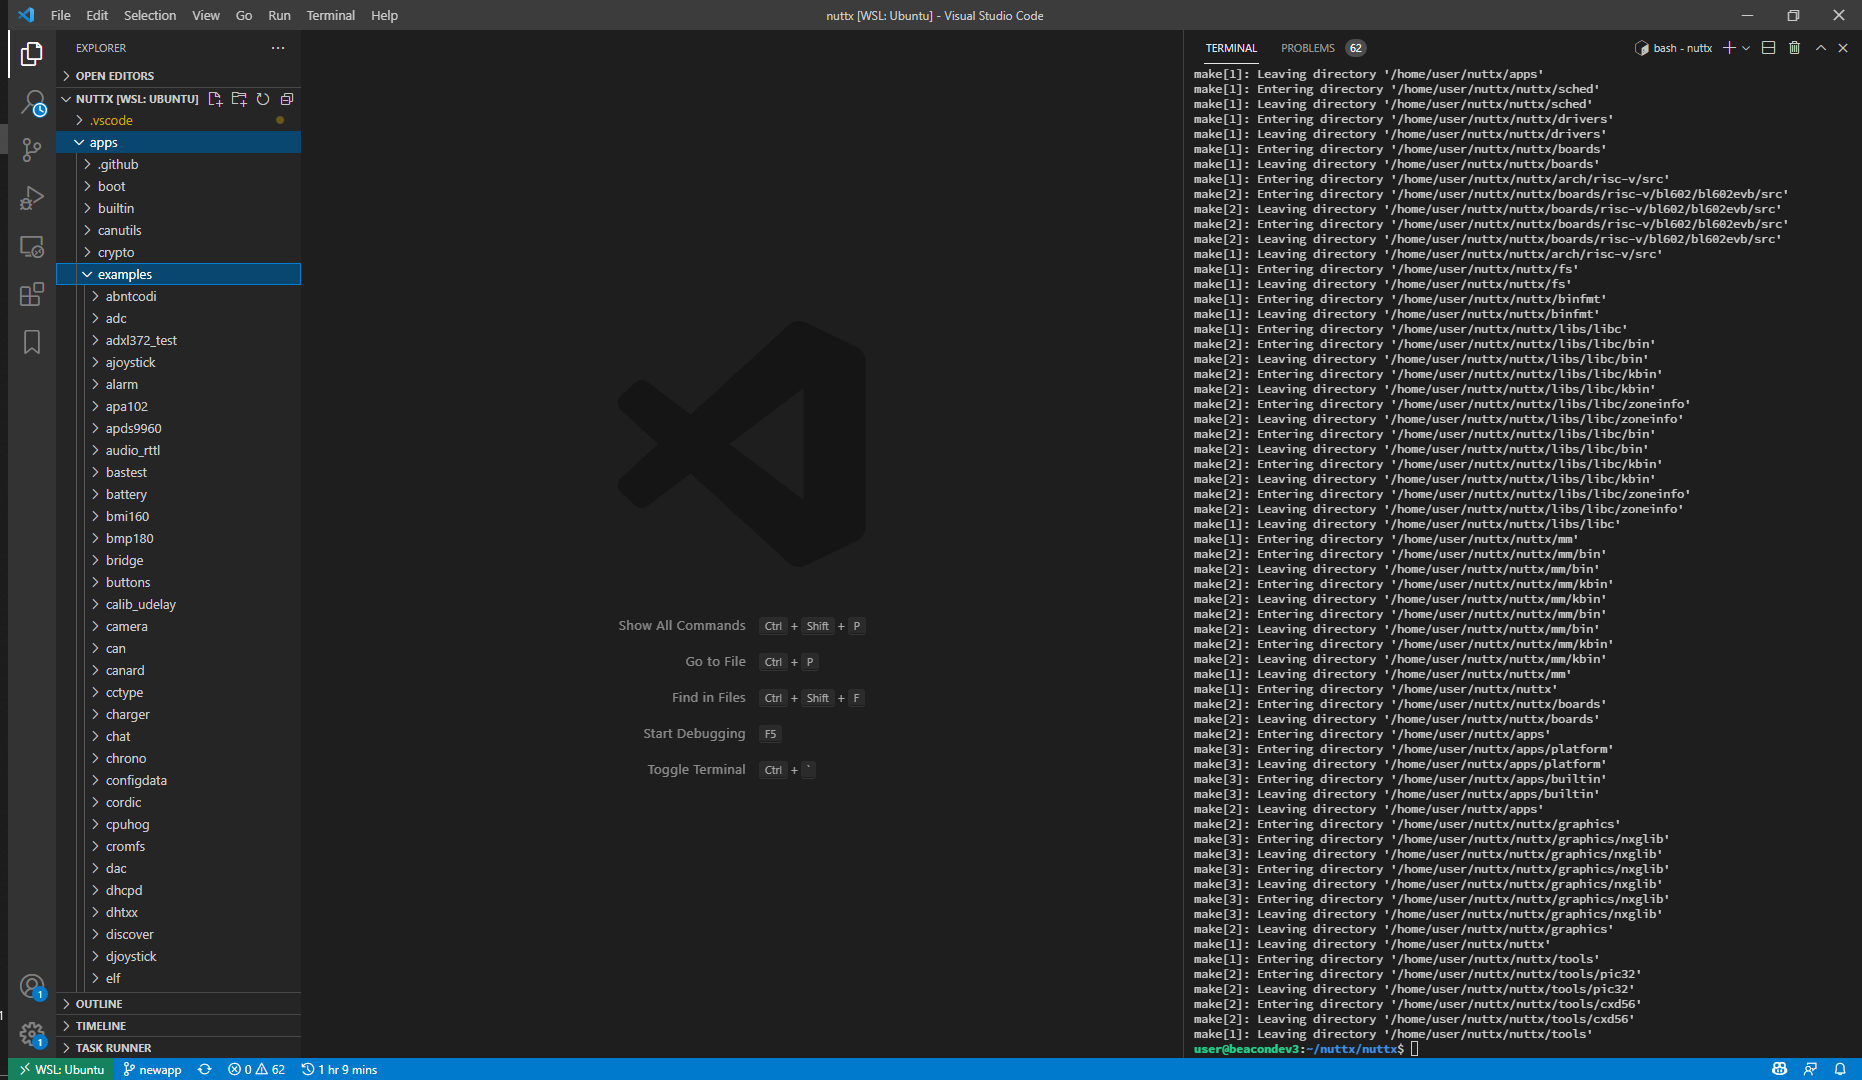 File Edit Selection View Go Run Terminal Help
nuttx [WSL: Ubuntu] - Visual Studio Code
EXPLORER
OPEN EDITORS
NUTTX [WSL: UBUNTU]
.vscode
apps
.github
boot
builtin
canutils
crypto
examples
abntcodi
adc
adxl372_test
ajoystick
alarm
apa102
apds9960
audio_rttl
bastest
battery
bmi160
bmp180
bridge
buttons
calib_udelay
camera
can
canard
cctype
charger
chat
chrono
configdata
cordic
cpuhog
cromfs
dac
dhcpd
dhtxx
discover
djoystick
elf
OUTLINE
TIMELINE
TASK RUNNER
1
1
1
Show All Commands Ctrl + Shift + P
Go to File Ctrl + P
Find in Files Ctrl + Shift + F
Start Debugging F5
Toggle Terminal Ctrl + `
TERMINAL PROBLEMS 62
bash - nuttx
make[1]: Leaving directory '/home/user/nuttx/apps'
make[1]: Entering directory '/home/user/nuttx/nuttx/sched'
make[1]: Leaving directory '/home/user/nuttx/nuttx/sched'
make[1]: Entering directory '/home/user/nuttx/nuttx/drivers'
make[1]: Leaving directory '/home/user/nuttx/nuttx/drivers'
make[1]: Entering directory '/home/user/nuttx/nuttx/boards'
make[1]: Leaving directory '/home/user/nuttx/nuttx/boards'
make[1]: Entering directory '/home/user/nuttx/nuttx/arch/risc-v/src'
make[2]: Entering directory '/home/user/nuttx/nuttx/boards/risc-v/bl602/bl602evb/src'
make[2]: Leaving directory '/home/user/nuttx/nuttx/boards/risc-v/bl602/bl602evb/src'
make[2]: Entering directory '/home/user/nuttx/nuttx/boards/risc-v/bl602/bl602evb/src'
make[2]: Leaving directory '/home/user/nuttx/nuttx/boards/risc-v/bl602/bl602evb/src'
make[1]: Leaving directory '/home/user/nuttx/nuttx/arch/risc-v/src'
make[1]: Entering directory '/home/user/nuttx/nuttx/fs'
make[1]: Leaving directory '/home/user/nuttx/nuttx/fs'
make[1]: Entering directory '/home/user/nuttx/nuttx/binfmt'
make[1]: Leaving directory '/home/user/nuttx/nuttx/binfmt'
make[1]: Entering directory '/home/user/nuttx/nuttx/libs/libc'
make[2]: Entering directory '/home/user/nuttx/nuttx/libs/libc/bin'
make[2]: Leaving directory '/home/user/nuttx/nuttx/libs/libc/bin'
make[2]: Entering directory '/home/user/nuttx/nuttx/libs/libc/kbin'
make[2]: Leaving directory '/home/user/nuttx/nuttx/libs/libc/kbin'
make[2]: Entering directory '/home/user/nuttx/nuttx/libs/libc/zoneinfo'
make[2]: Leaving directory '/home/user/nuttx/nuttx/libs/libc/zoneinfo'
make[2]: Entering directory '/home/user/nuttx/nuttx/libs/libc/bin'
make[2]: Leaving directory '/home/user/nuttx/nuttx/libs/libc/bin'
make[2]: Entering directory '/home/user/nuttx/nuttx/libs/libc/kbin'
make[2]: Leaving directory '/home/user/nuttx/nuttx/libs/libc/kbin'
make[2]: Entering directory '/home/user/nuttx/nuttx/libs/libc/zoneinfo'
make[2]: Leaving directory '/home/user/nuttx/nuttx/libs/libc/zoneinfo'
make[1]: Leaving directory '/home/user/nuttx/nuttx/libs/libc'
make[1]: Entering directory '/home/user/nuttx/nuttx/mm'
make[2]: Entering directory '/home/user/nuttx/nuttx/mm/bin'
make[2]: Leaving directory '/home/user/nuttx/nuttx/mm/bin'
make[2]: Entering directory '/home/user/nuttx/nuttx/mm/kbin'
make[2]: Leaving directory '/home/user/nuttx/nuttx/mm/kbin'
make[2]: Entering directory '/home/user/nuttx/nuttx/mm/bin'
make[2]: Leaving directory '/home/user/nuttx/nuttx/mm/bin'
make[2]: Entering directory '/home/user/nuttx/nuttx/mm/kbin'
make[2]: Leaving directory '/home/user/nuttx/nuttx/mm/kbin'
make[1]: Leaving directory '/home/user/nuttx/nuttx/mm'
make[1]: Entering directory '/home/user/nuttx/nuttx'
make[2]: Entering directory '/home/user/nuttx/nuttx/boards'
make[2]: Leaving directory '/home/user/nuttx/nuttx/boards'
make[2]: Entering directory '/home/user/nuttx/apps'
make[3]: Entering directory '/home/user/nuttx/apps/platform'
make[3]: Leaving directory '/home/user/nuttx/apps/platform'
make[3]: Entering directory '/home/user/nuttx/apps/builtin'
make[3]: Leaving directory '/home/user/nuttx/apps/builtin'
make[2]: Leaving directory '/home/user/nuttx/apps'
make[2]: Entering directory '/home/user/nuttx/nuttx/graphics'
make[3]: Entering directory '/home/user/nuttx/nuttx/graphics/nxglib'
make[3]: Leaving directory '/home/user/nuttx/nuttx/graphics/nxglib'
make[3]: Entering directory '/home/user/nuttx/nuttx/graphics/nxglib'
make[3]: Leaving directory '/home/user/nuttx/nuttx/graphics/nxglib'
make[3]: Entering directory '/home/user/nuttx/nuttx/graphics/nxglib'
make[3]: Leaving directory '/home/user/nuttx/nuttx/graphics/nxglib'
make[2]: Leaving directory '/home/user/nuttx/nuttx/graphics'
make[1]: Leaving directory '/home/user/nuttx/nuttx'
make[1]: Entering directory '/home/user/nuttx/nuttx/tools'
make[2]: Entering directory '/home/user/nuttx/nuttx/tools/pic32'
make[2]: Leaving directory '/home/user/nuttx/nuttx/tools/pic32'
make[2]: Entering directory '/home/user/nuttx/nuttx/tools/cxd56'
make[2]: Leaving directory '/home/user/nuttx/nuttx/tools/cxd56'
make[1]: Leaving directory '/home/user/nuttx/nuttx/tools'
user@beacondev3:~/nuttx/nuttx$
WSL: Ubuntu newapp 0 62 1 hr 9 mins